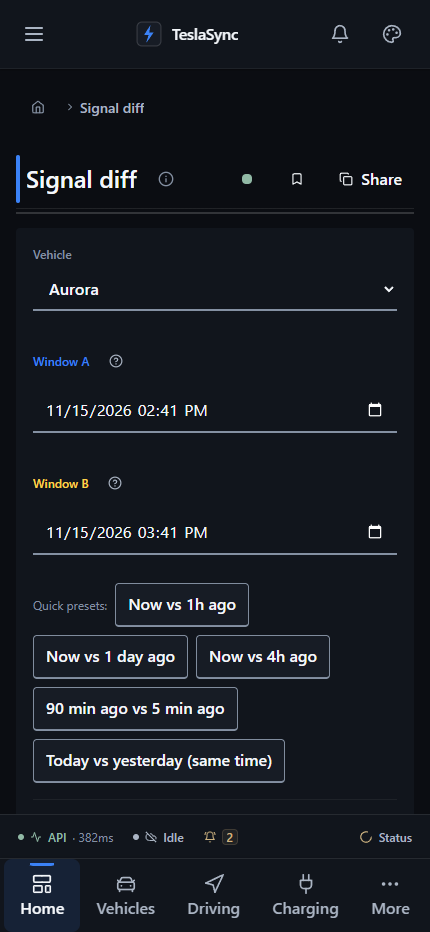 TeslaSync
Signal diff
Signal diff
Share
Vehicle
Aurora
Window A
11/15/2026 02:41 PM
Window B
11/15/2026 03:41 PM
Quick presets: Now vs 1h ago
Now vs 1 day ago Now vs 4h ago
90 min ago vs 5 min ago
Today vs yesterday (same time)
API · 382ms Idle 2 Status
Home Vehicles Driving Charging More